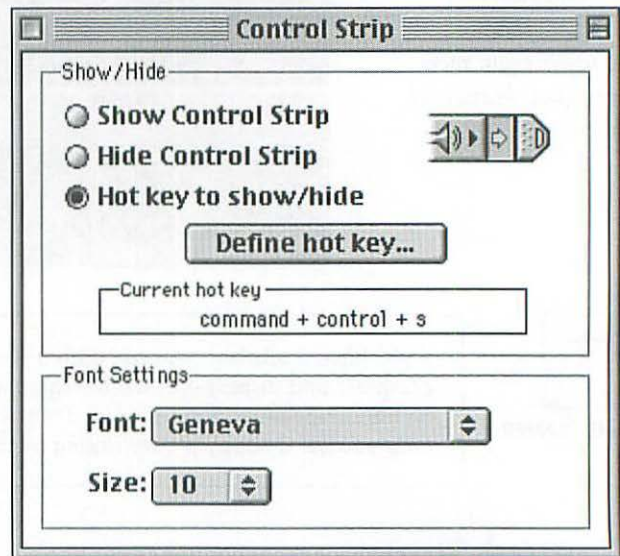 Control Strip
Show/Hide
Show Control Strip
Hide Control Strip
Hot key to show/hide
Define hot key...
Current hot key
command + control + s
Font Settings
Font: Geneva
Size: 10